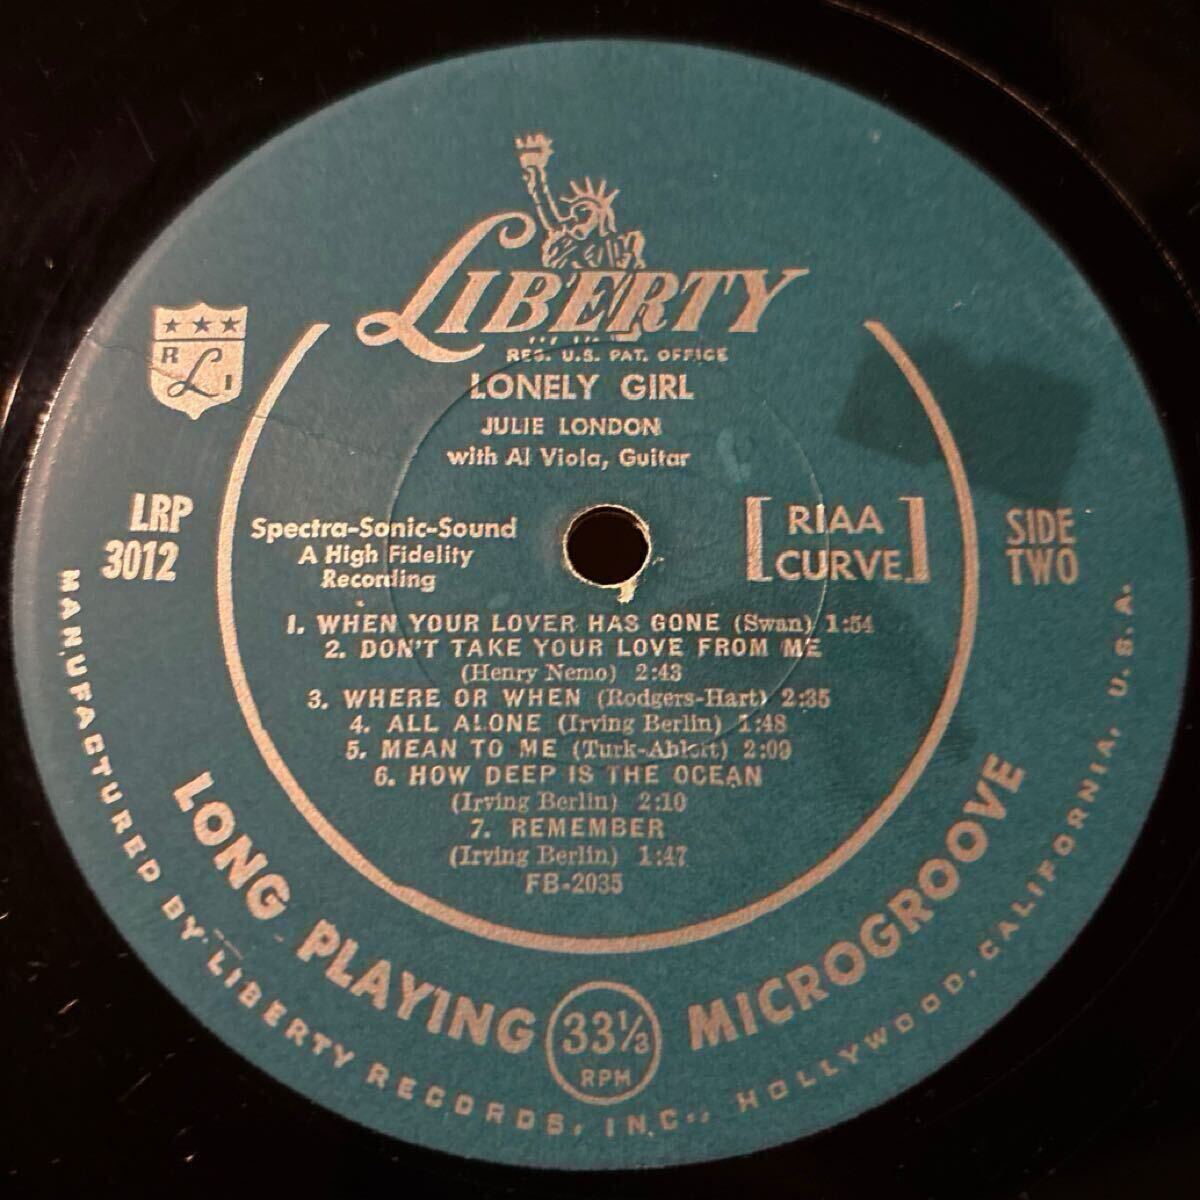 LIBERTY
REG. U.S. PAT. OFFICE
R L I
LONELY GIRL
JULIE LONDON
with Al Viola, Guitar
LRP
3012
Spectra-Sonic-Sound
A High Fidelity
Recording
[RIAA
CURVE]
SIDE
TWO
1. WHEN YOUR LOVER HAS GONE (Swan) 1:54
2. DON'T TAKE YOUR LOVE FROM ME
(Henry Nemo) 2:43
3. WHERE OR WHEN (Rodgers-Hart) 2:35
4. ALL ALONE (Irving Berlin) 1:48
5. MEAN TO ME (Turk-Ahlert) 2:09
6. HOW DEEP IS THE OCEAN
(Irving Berlin) 2:10
7. REMEMBER
(Irving Berlin) 1:47
FB-2035
LONG PLAYING 33⅓ RPM MICROGROOVE
MANUFACTURED BY LIBERTY RECORDS, INC., HOLLYWOOD, CALIFORNIA, U.S.A.